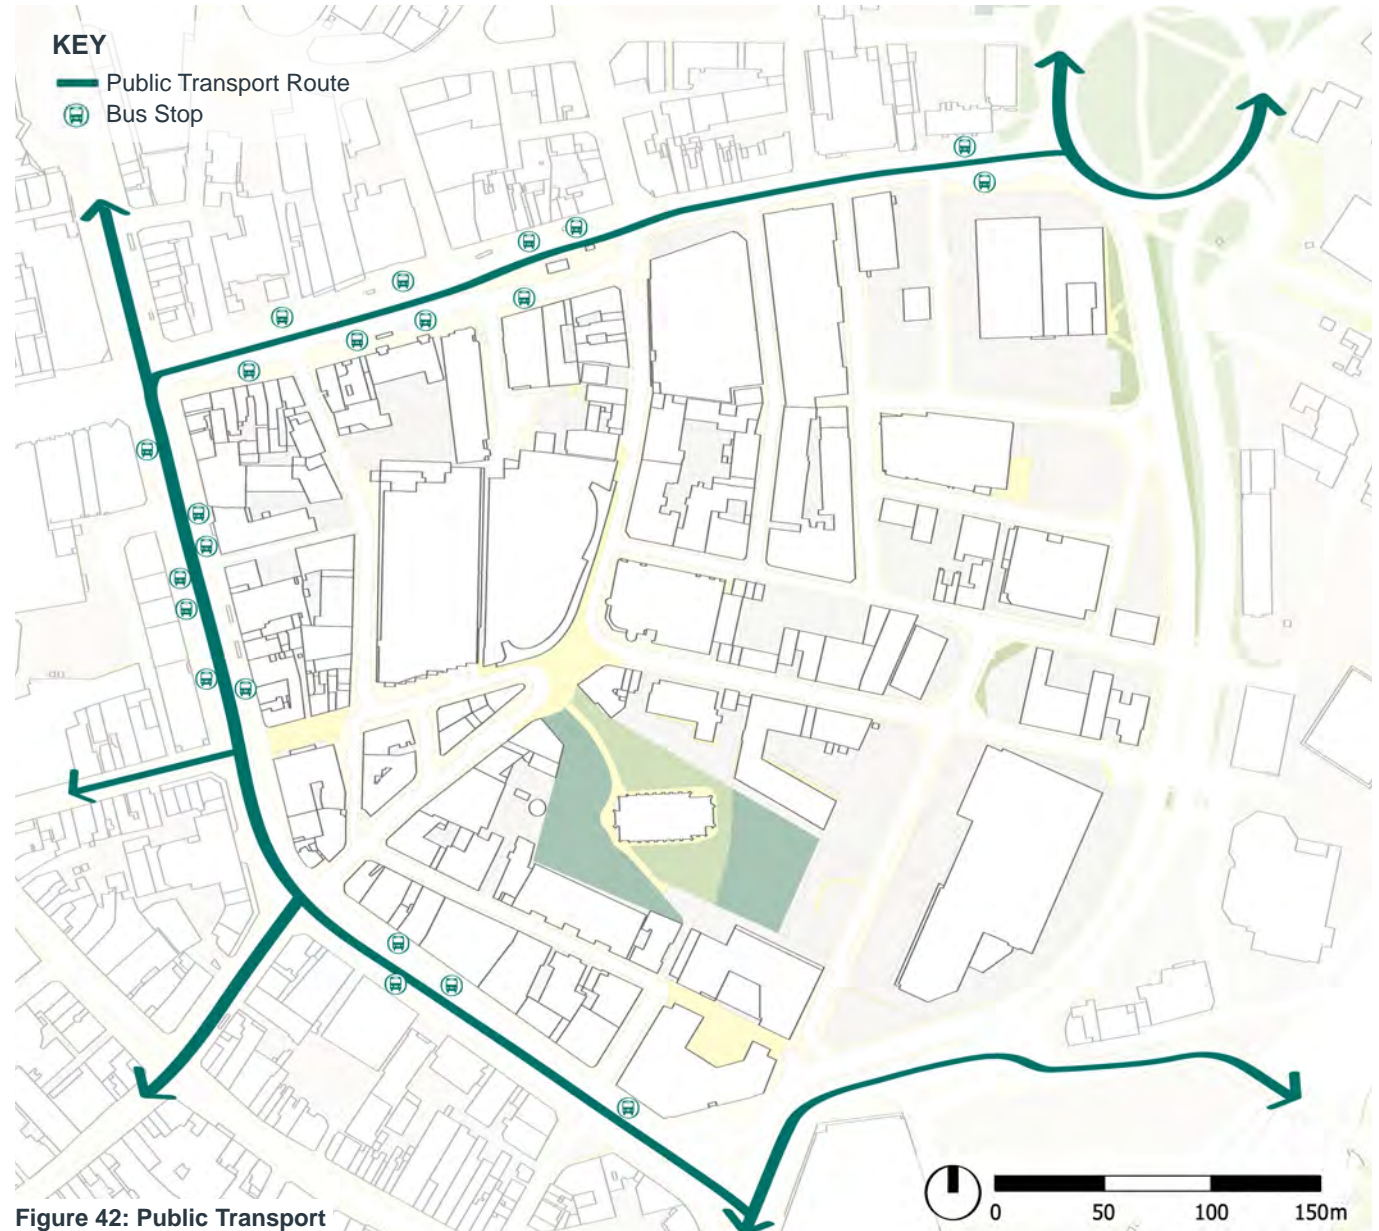 KEY
Public Transport Route
Bus Stop
0 50 100 150m
Figure 42: Public Transport